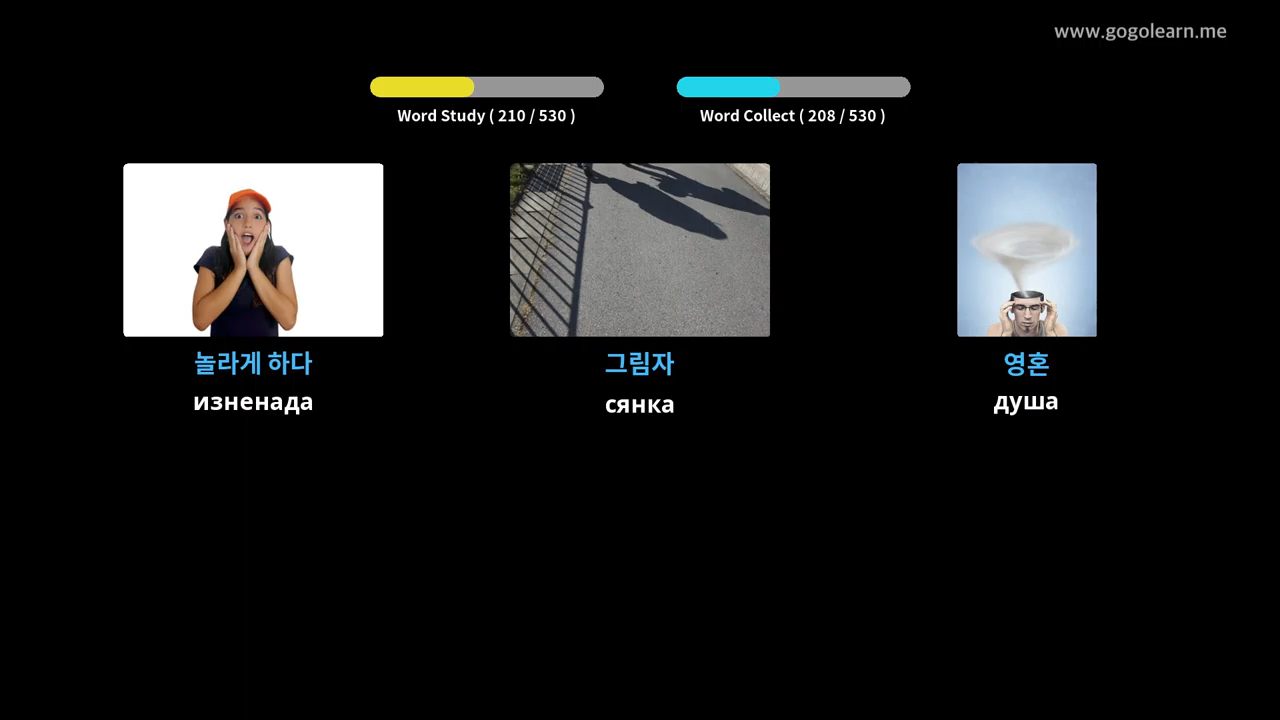 www.gogolearn.me
Word Study ( 210 / 530 )
Word Collect ( 208 / 530 )
놀라게 하다
изненада
그림자
сянка
영혼
душа